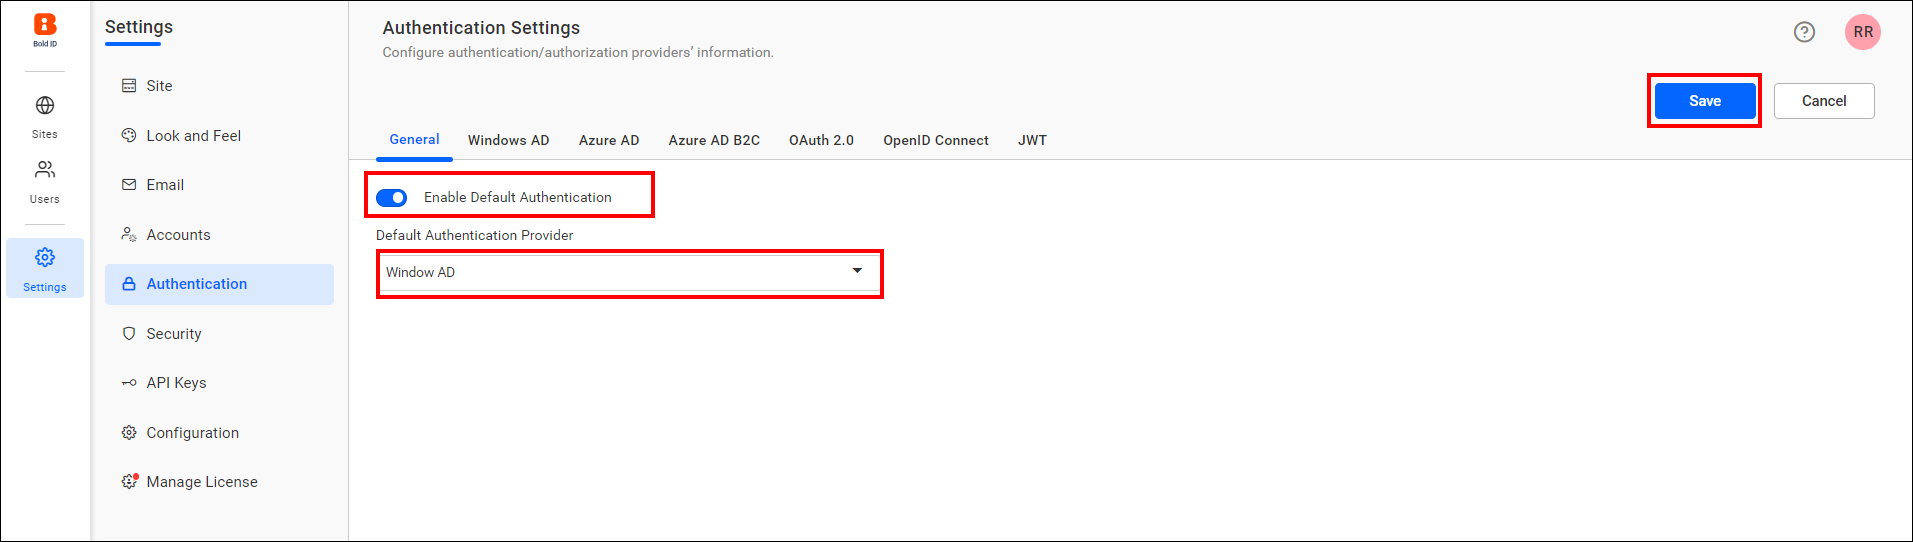 Bold ID
Sites
Users
Settings
Settings
Site
Look and Feel
Email
Accounts
Authentication
Security
API Keys
Configuration
Manage License
Authentication Settings
Configure authentication/authorization providers’ information.
RR
Save
Cancel
General
Windows AD
Azure AD
Azure AD B2C
OAuth 2.0
OpenID Connect
JWT
Enable Default Authentication
Default Authentication Provider
Window AD